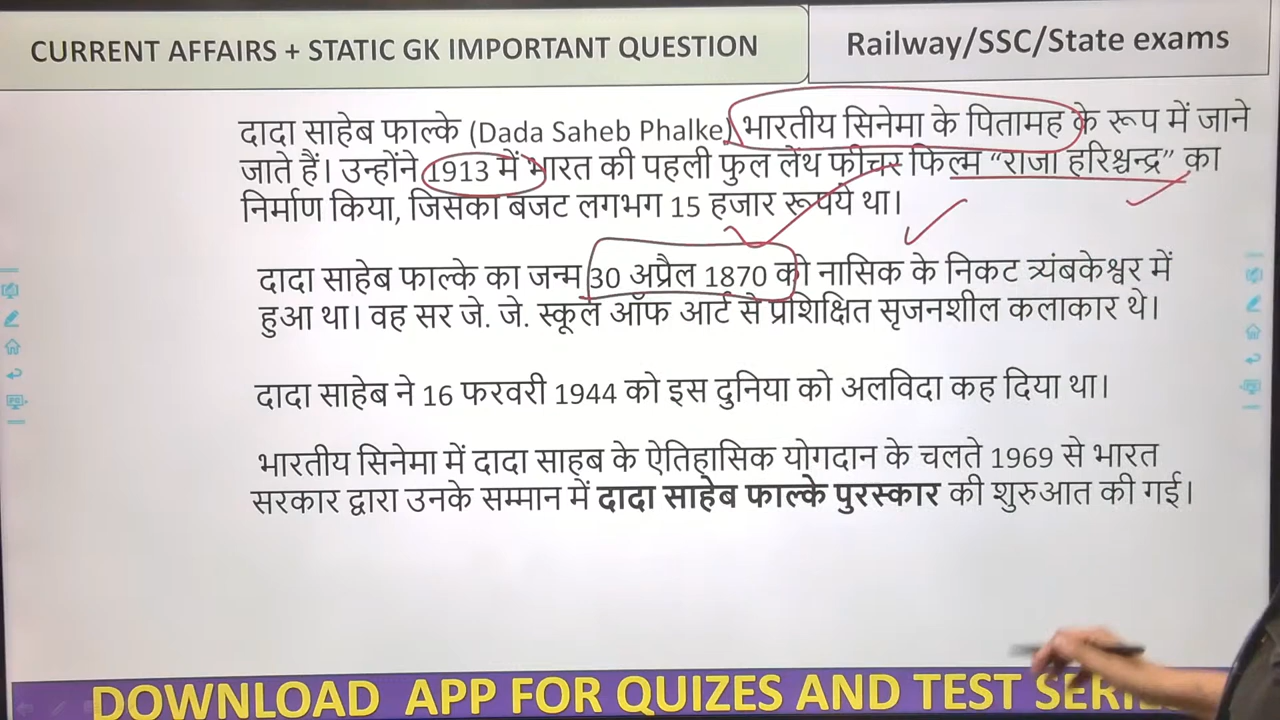 CURRENT AFFAIRS + STATIC GK IMPORTANT QUESTION
Railway/SSC/State exams
दादा साहेब फाल्के (Dada Saheb Phalke) भारतीय सिनेमा के पितामह के रूप में जाने
जाते हैं। उन्होंने 1913 में भारत की पहली फुल लेंथ फीचर फिल्म “राजा हरिश्चन्द्र” का
निर्माण किया, जिसका बजट लगभग 15 हजार रूपये था।
दादा साहेब फाल्के का जन्म 30 अप्रैल 1870 को नासिक के निकट त्र्यंबकेश्वर में
हुआ था। वह सर जे. जे. स्कूल ऑफ आर्ट से प्रशिक्षित सृजनशील कलाकार थे।
दादा साहेब ने 16 फरवरी 1944 को इस दुनिया को अलविदा कह दिया था।
भारतीय सिनेमा में दादा साहब के ऐतिहासिक योगदान के चलते 1969 से भारत
सरकार द्वारा उनके सम्मान में दादा साहेब फाल्के पुरस्कार की शुरुआत की गई।
DOWNLOAD APP FOR QUIZES AND TEST SERI